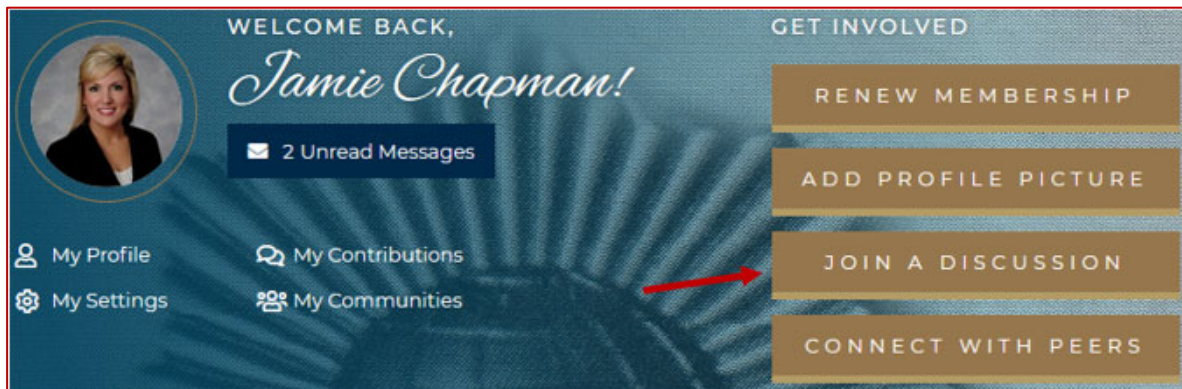 WELCOME BACK,
Jamie Chapman!
2 Unread Messages
My Profile
My Contributions
My Settings
My Communities
GET INVOLVED
RENEW MEMBERSHIP
ADD PROFILE PICTURE
JOIN A DISCUSSION
CONNECT WITH PEERS